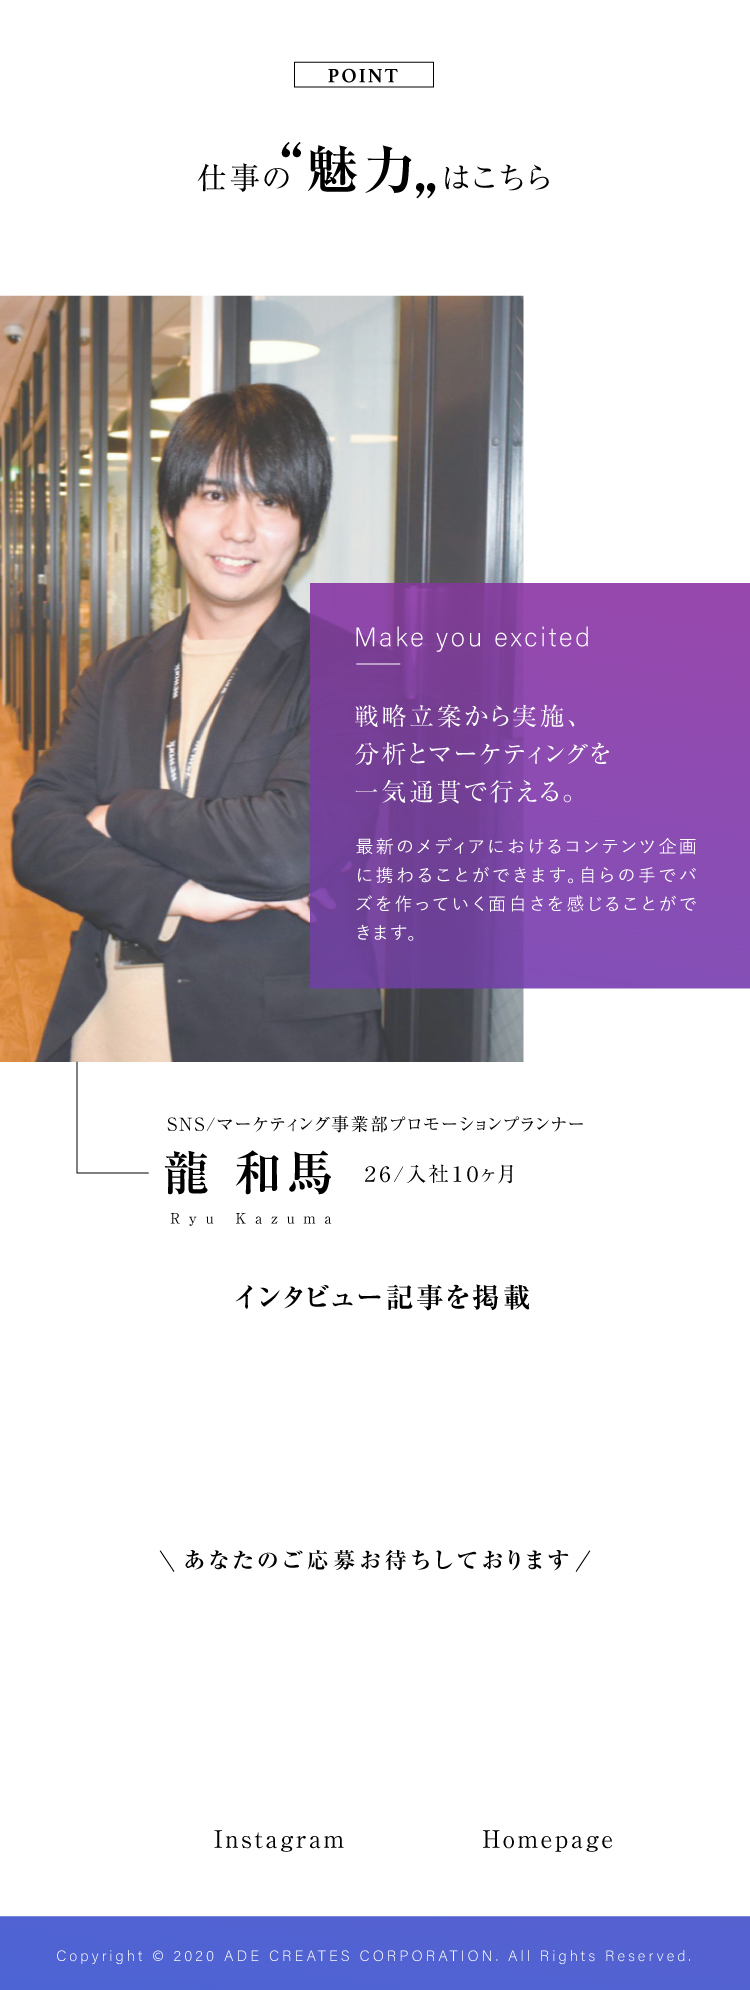 POINT
仕事の“魅力„はこちら
wework
wework
Make you excited
戦略立案から実施、
分析とマーケティングを
一気通貫で行える。
最新のメディアにおけるコンテンツ企画
に携わることができます。自らの手でバ
ズを作っていく面白さを感じることがで
きます。
SNS/マーケティング事業部プロモーションプランナー
龍 和馬 26/入社10ヶ月
Ryu Kazuma
インタビュー記事を掲載
\ あなたのご応募お待ちしております /
Instagram Homepage
Copyright © 2020 ADE CREATES CORPORATION. All Rights Reserved.